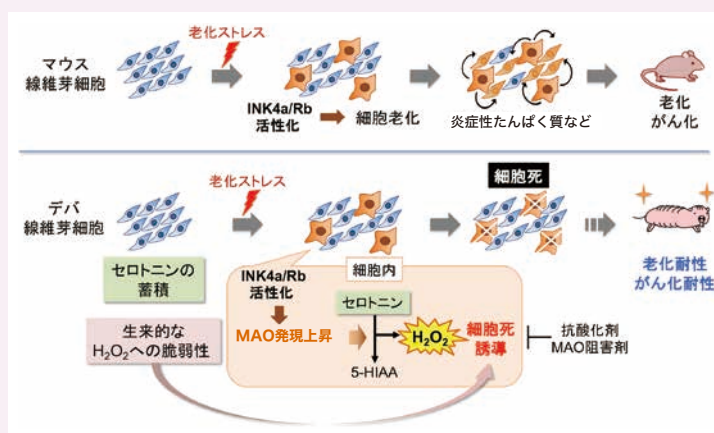 マウス
線維芽細胞
老化ストレス
INK4a/Rb
活性化
細胞老化
炎症性たんぱく質など
老化
がん化
デバ
線維芽細胞
老化ストレス
細胞死
老化耐性
がん化耐性
セロトニンの
蓄積
生来的な
H₂O₂への脆弱性
INK4a/Rb
活性化
MAO発現上昇
細胞内
セロトニン
H₂O₂
5-HIAA
細胞死
誘導
抗酸化剤
MAO阻害剤